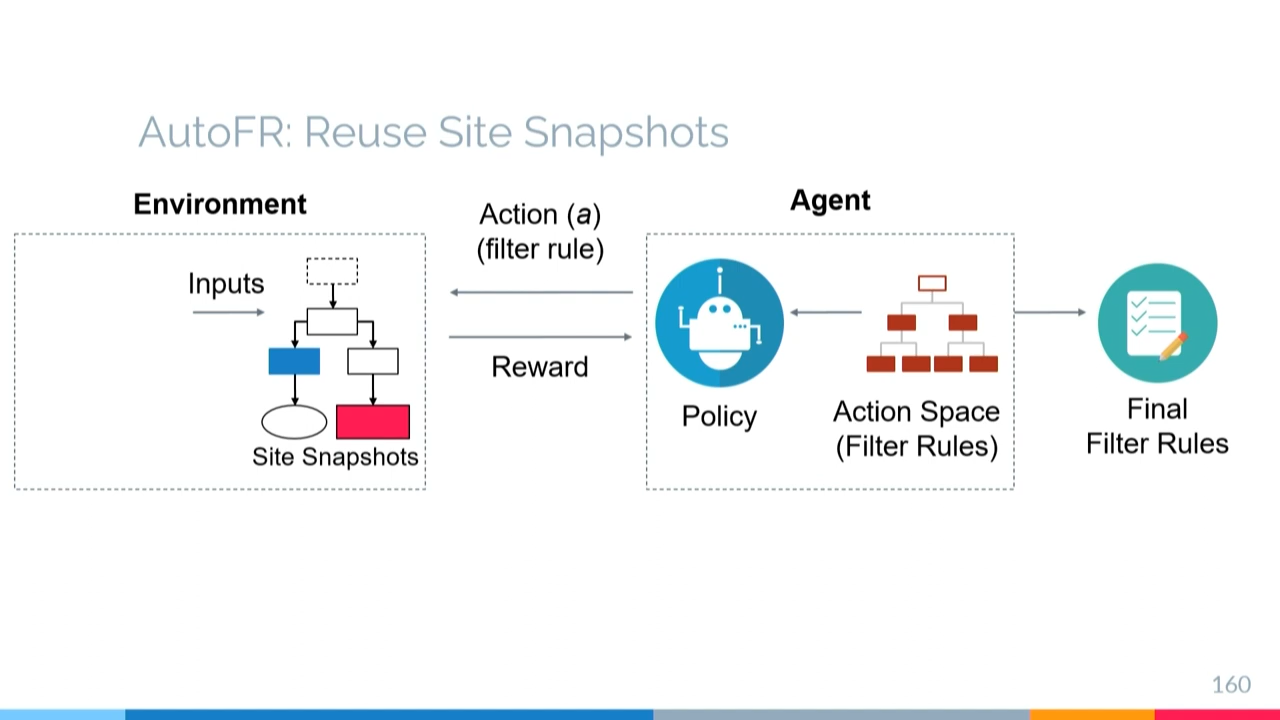 AutoFR: Reuse Site Snapshots
Environment
Inputs
Site Snapshots
Action (a)
(filter rule)
Reward
Agent
Policy
Action Space
(Filter Rules)
Final
Filter Rules
160